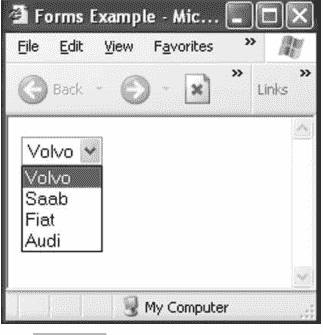 Forms Example - Mic...
File Edit View Favorites »
Back » Links »
Volvo
Volvo
Saab
Fiat
Audi
My Computer